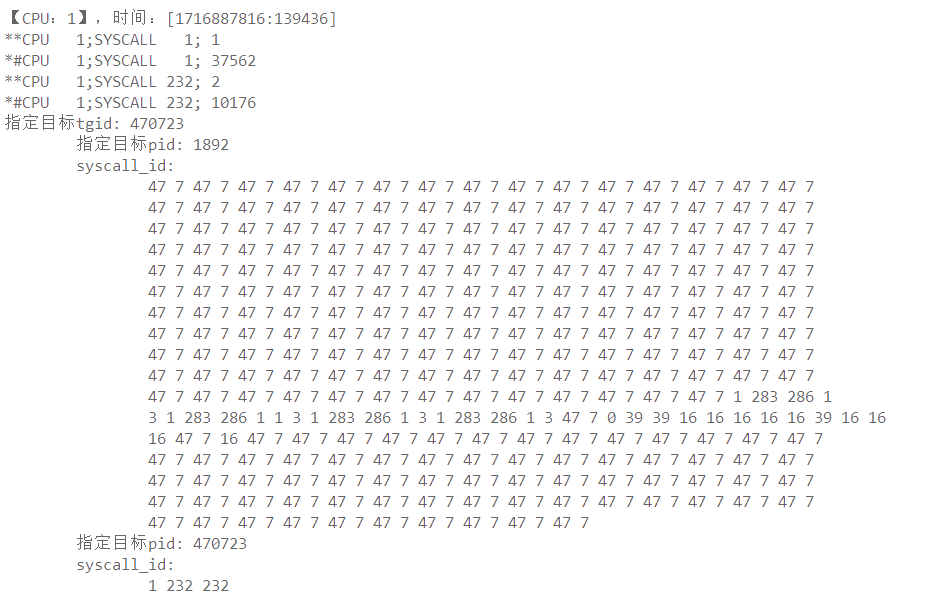 【CPU：1】，时间：[1716887816:139436]
**CPU   1;SYSCALL   1; 1
*#CPU   1;SYSCALL   1; 37562
**CPU   1;SYSCALL 232; 2
*#CPU   1;SYSCALL 232; 10176
指定目标tgid: 470723
指定目标pid: 1892
syscall_id:
47 7 47 7 47 7 47 7 47 7 47 7 47 7 47 7 47 7 47 7 47 7 47 7 47 7 47 7 47 7
47 7 47 7 47 7 47 7 47 7 47 7 47 7 47 7 47 7 47 7 47 7 47 7 47 7 47 7 47 7
47 7 47 7 47 7 47 7 47 7 47 7 47 7 47 7 47 7 47 7 47 7 47 7 47 7 47 7 47 7
47 7 47 7 47 7 47 7 47 7 47 7 47 7 47 7 47 7 47 7 47 7 47 7 47 7 47 7 47 7
47 7 47 7 47 7 47 7 47 7 47 7 47 7 47 7 47 7 47 7 47 7 47 7 47 7 47 7 47 7
47 7 47 7 47 7 47 7 47 7 47 7 47 7 47 7 47 7 47 7 47 7 47 7 47 7 47 7 47 7
47 7 47 7 47 7 47 7 47 7 47 7 47 7 47 7 47 7 47 7 47 7 47 7 47 7 47 7 47 7
47 7 47 7 47 7 47 7 47 7 47 7 47 7 47 7 47 7 47 7 47 7 47 7 47 7 47 7 47 7
47 7 47 7 47 7 47 7 47 7 47 7 47 7 47 7 47 7 47 7 47 7 47 7 47 7 47 7 47 7
47 7 47 7 47 7 47 7 47 7 47 7 47 7 47 7 47 7 47 7 47 7 47 7 47 7 47 7 47 7
47 7 47 7 47 7 47 7 47 7 47 7 47 7 47 7 47 7 47 7 47 7 47 7 47 7 1 283 286 1
3 1 283 286 1 1 3 1 283 286 1 3 1 283 286 1 3 47 7 0 39 39 16 16 16 16 16 39 16 16
16 47 7 16 47 7 47 7 47 7 47 7 47 7 47 7 47 7 47 7 47 7 47 7 47 7 47 7 47 7
47 7 47 7 47 7 47 7 47 7 47 7 47 7 47 7 47 7 47 7 47 7 47 7 47 7 47 7 47 7
47 7 47 7 47 7 47 7 47 7 47 7 47 7 47 7 47 7 47 7 47 7 47 7 47 7 47 7 47 7
47 7 47 7 47 7 47 7 47 7 47 7 47 7 47 7 47 7 47 7 47 7 47 7 47 7 47 7 47 7
47 7 47 7 47 7 47 7 47 7 47 7 47 7 47 7 47 7 47 7
指定目标pid: 470723
syscall_id:
1 232 232